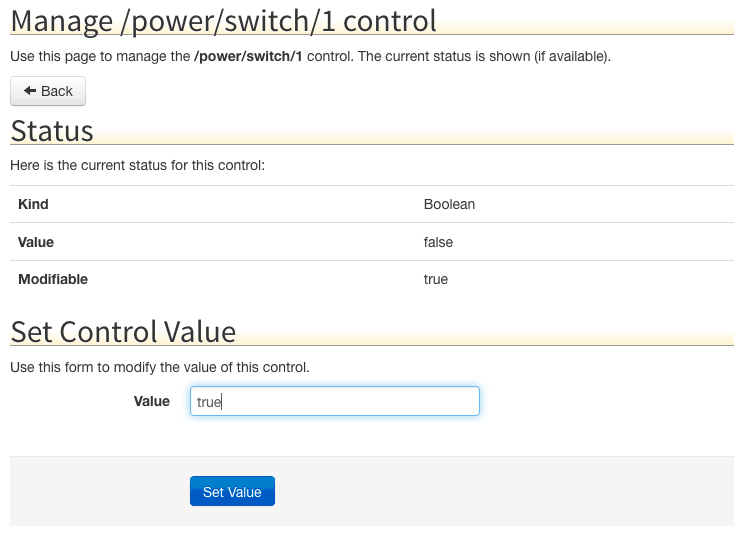 Manage /power/switch/1 control
Use this page to manage the /power/switch/1 control. The current status is shown (if available).
Back
Status
Here is the current status for this control:
Kind Boolean
Value false
Modifiable true
Set Control Value
Use this form to modify the value of this control.
Value true
Set Value